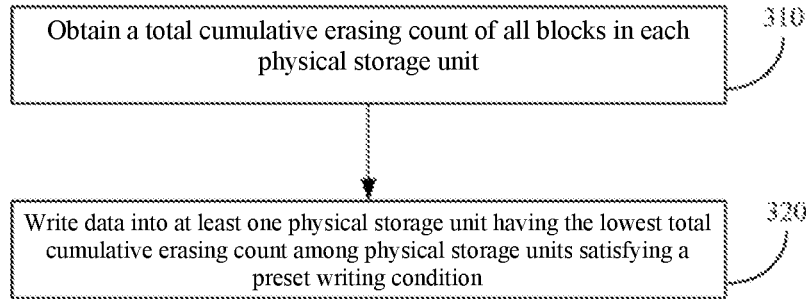 Obtain a total cumulative erasing count of all blocks in each
physical storage unit
310
Write data into at least one physical storage unit having the lowest total
cumulative erasing count among physical storage units satisfying a
preset writing condition
320